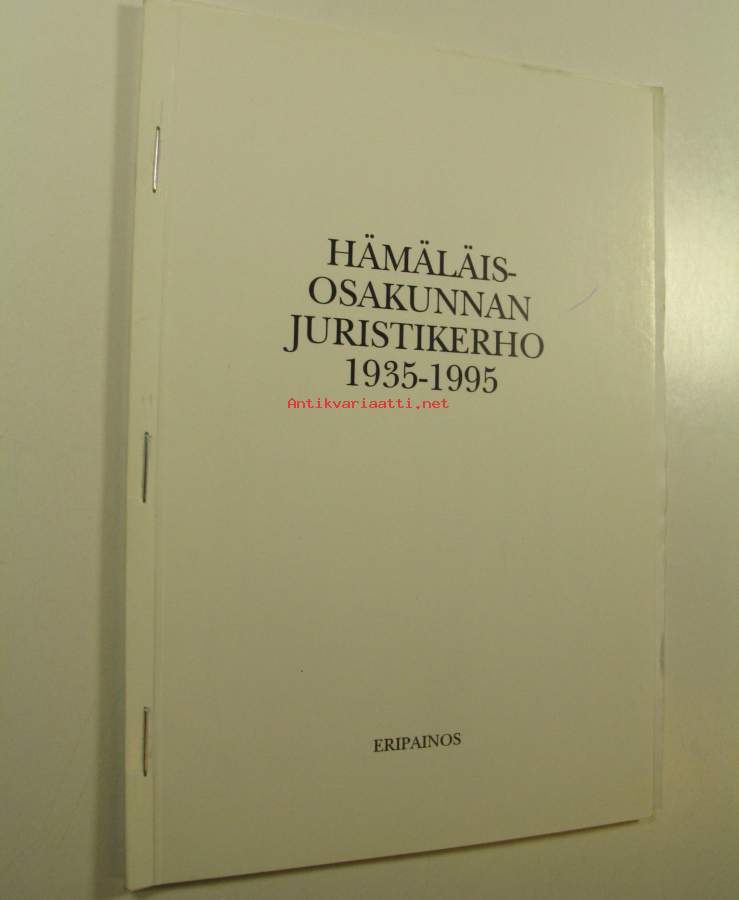 HÄMÄLÄIS-
OSAKUNNAN
JURISTIKERHO
1935-1995
Antikvariaatti.net
ERIPAINOS